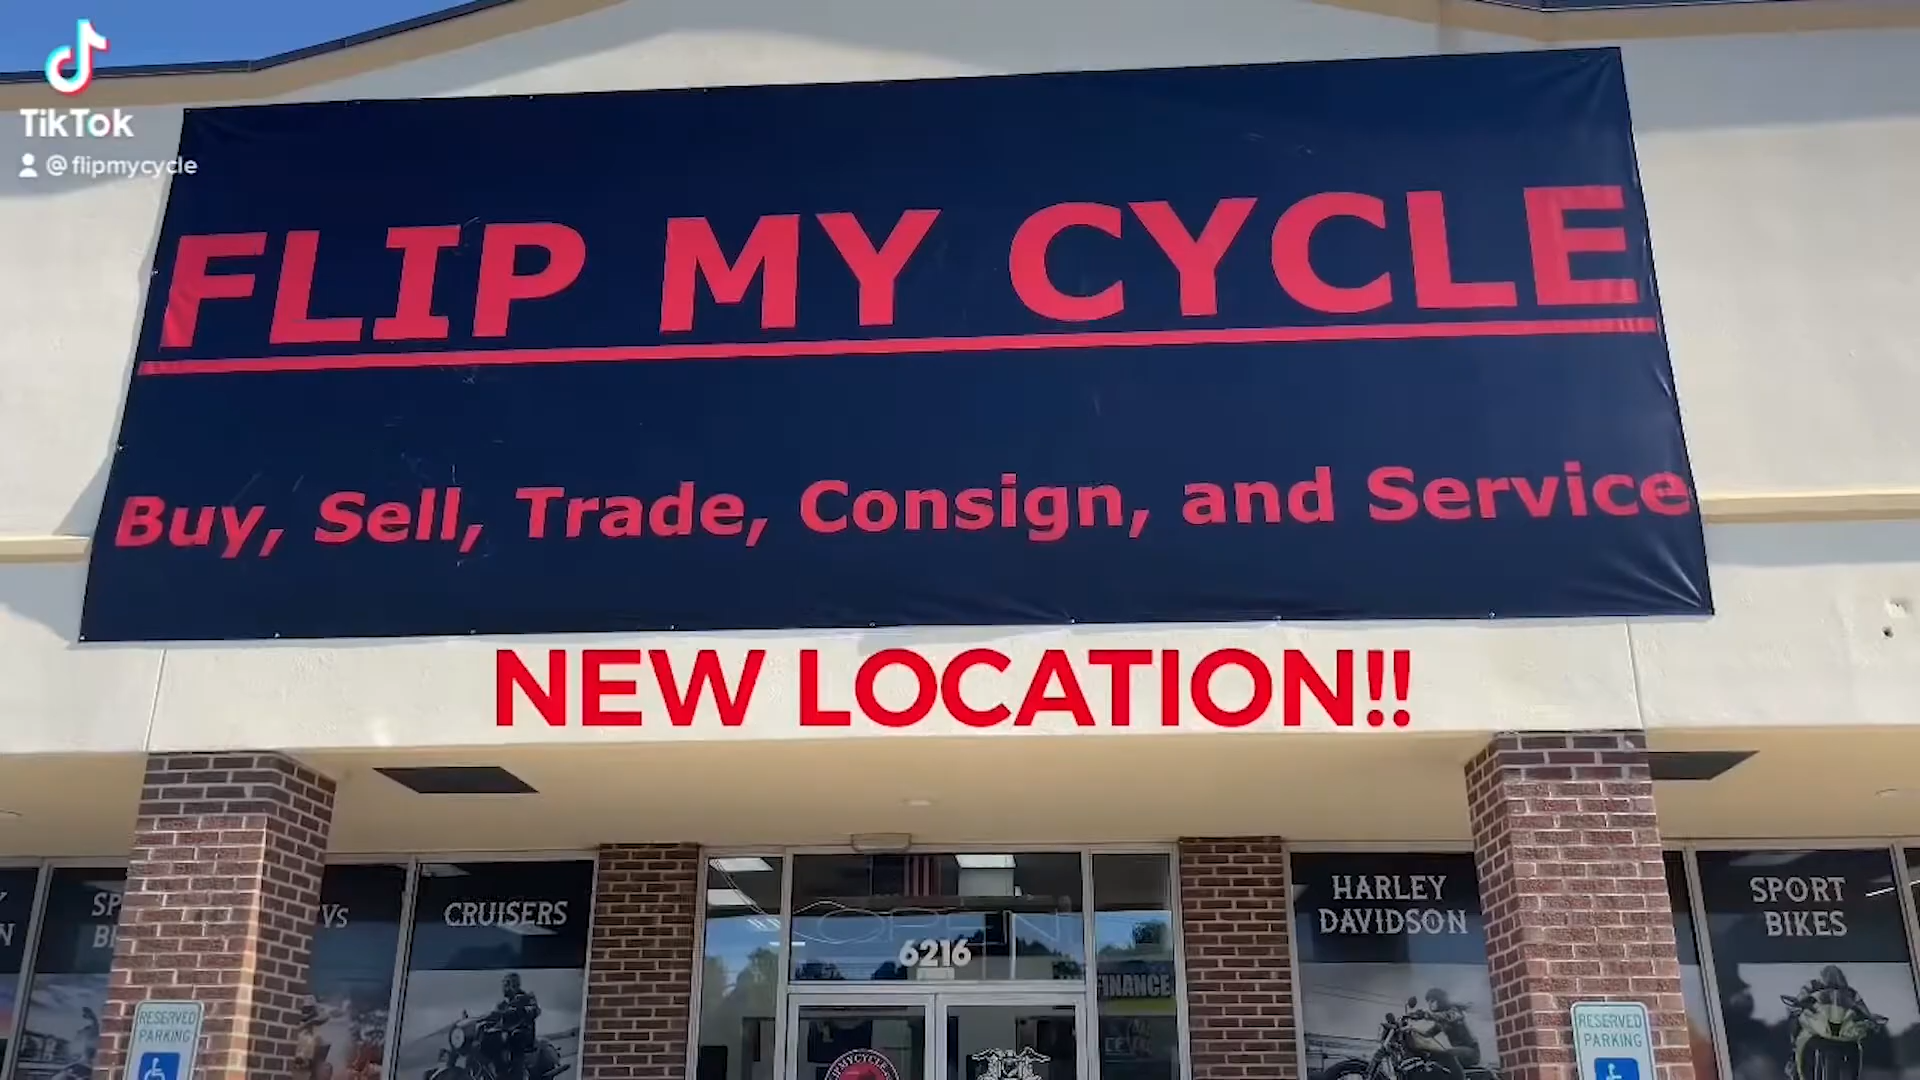 TikTok
@flipmycycle
FLIP MY CYCLE
Buy, Sell, Trade, Consign, and Service
NEW LOCATION!!
CRUISERS
OPEN
6216
FINANCE
HARLEY
DAVIDSON
SPORT
BIKES
RESERVED
PARKING
RESERVED
PARKING